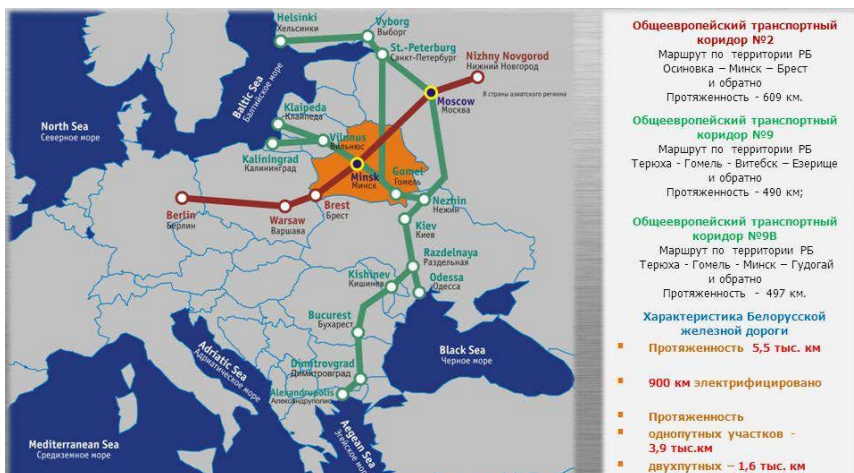 Helsinki
Хельсинки
Vyborg
Выборг
St.-Peterburg
Санкт-Петербург
Nizhny Novgorod
Нижний Новгород
В страны азиатского региона
Moscow
Москва
Baltic Sea
Балтийское море
North Sea
Северное море
Klaipeda
Клайпеда
Vilnius
Вильнюс
Kaliningrad
Калининград
Minsk
Минск
Gomel
Гомель
Nezhin
Нежин
Brest
Брест
Berlin
Берлин
Warsaw
Варшава
Kiev
Киев
Razdelnaya
Раздельная
Kishinev
Кишинев
Odessa
Одесса
Bucurest
Бухарест
Adriatic Sea
Адриатическое море
Black Sea
Черное море
Dimitrovgrad
Димитровград
Alexandrupolis
Александруполис
Aegean Sea
Эгейское море
Mediterranean Sea
Средиземное море
Общеевропейский транспортный
коридор №2
Маршрут по территории РБ
Осиновка – Минск – Брест
и обратно
Протяженность - 609 км.
Общеевропейский транспортный
коридор №9
Маршрут по территории РБ
Терюха - Гомель - Витебск – Езерище
и обратно
Протяженность - 490 км;
Общеевропейский транспортный
коридор №9В
Маршрут по территории РБ
Терюха - Гомель - Минск – Гудогай
и обратно
Протяженность - 497 км.
Характеристика Белорусской
железной дороги
▪ Протяженность 5,5 тыс. км
▪ 900 км электрифицировано
▪ Протяженность
▪ однопутных участков -
3,9 тыс.км
▪ двухпутных – 1,6 тыс. км